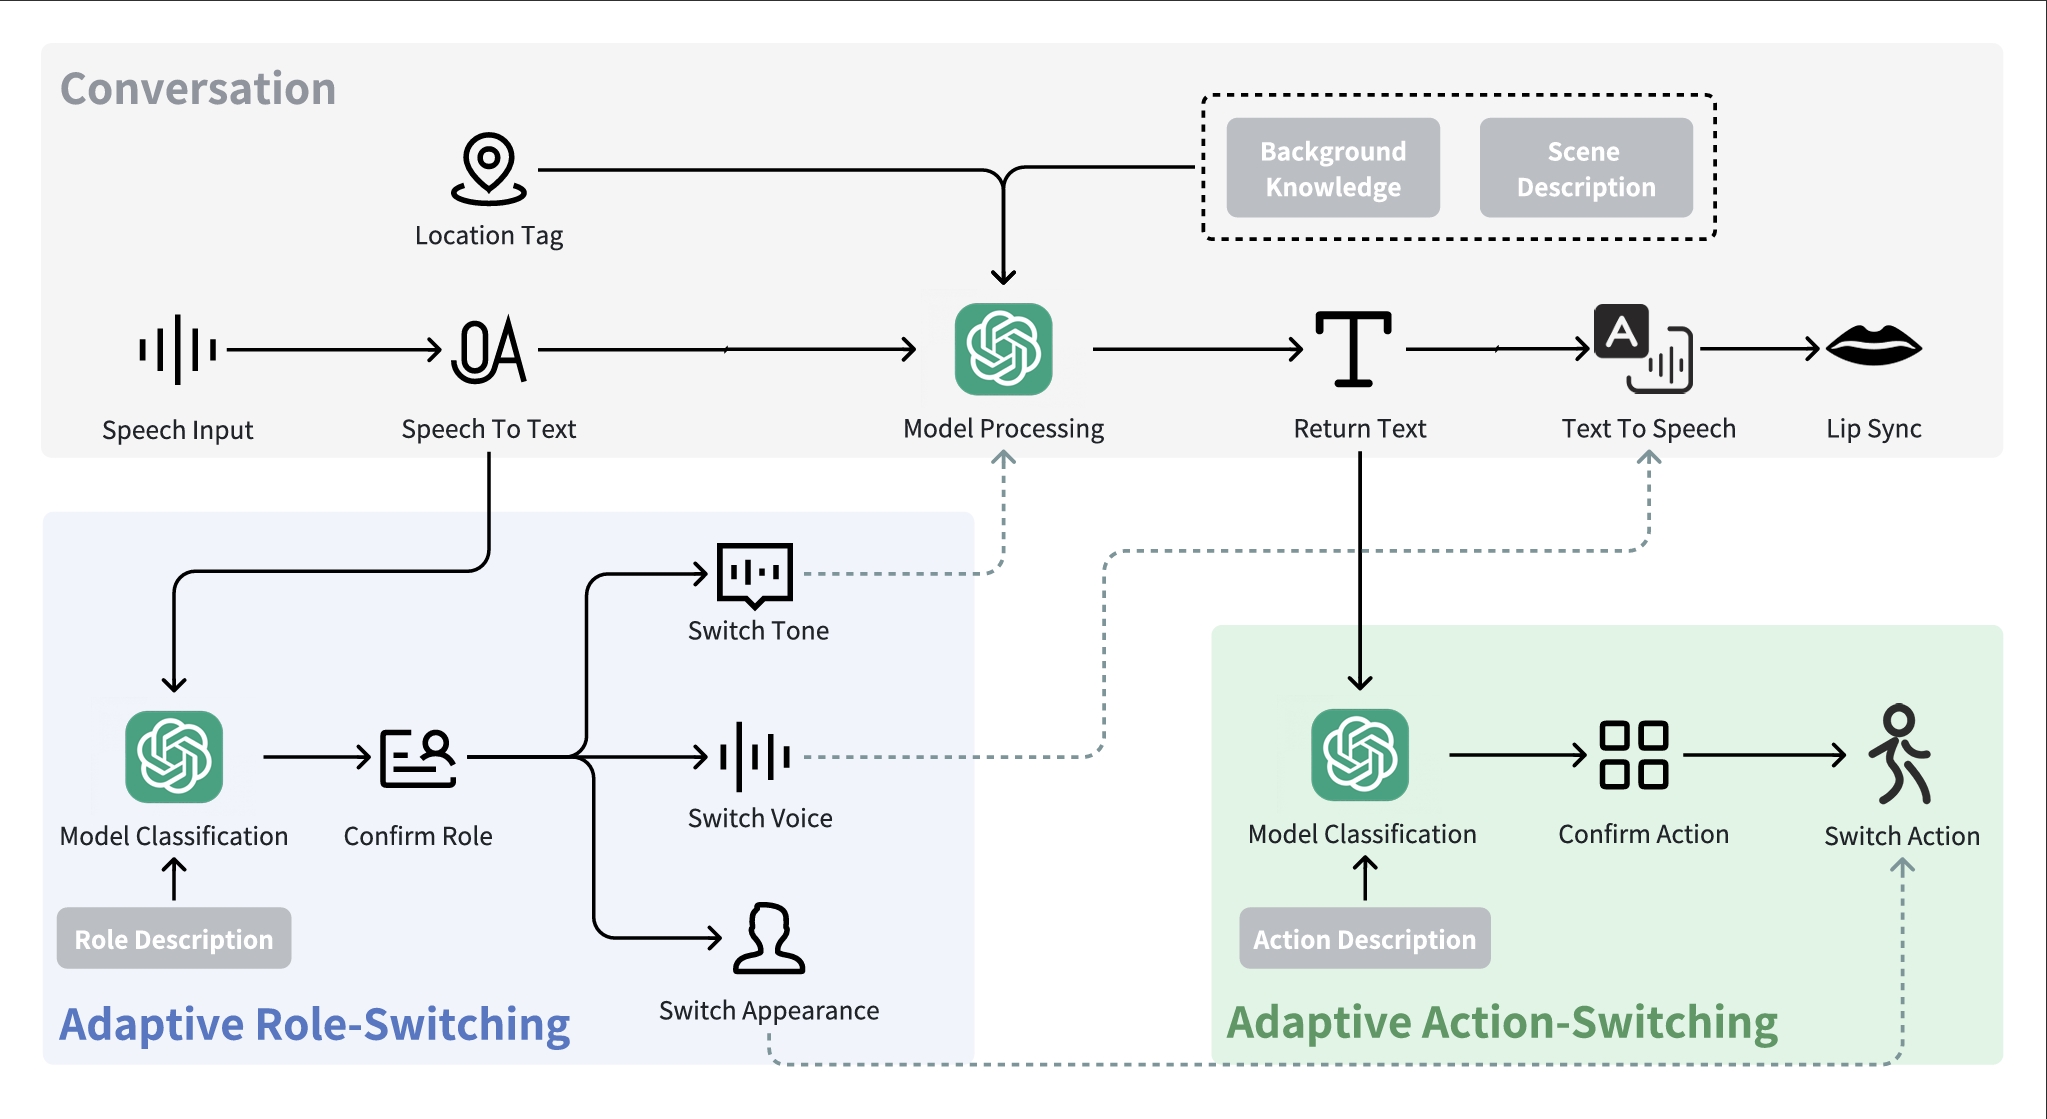 Conversation
Background
Knowledge
Scene
Description
Location Tag
Speech Input
Speech To Text
Model Processing
Return Text
A
Text To Speech
Lip Sync
Switch Tone
Switch Voice
Model Classification
Confirm Role
Role Description
Switch Appearance
Adaptive Role-Switching
Model Classification
Confirm Action
Switch Action
Action Description
Adaptive Action-Switching